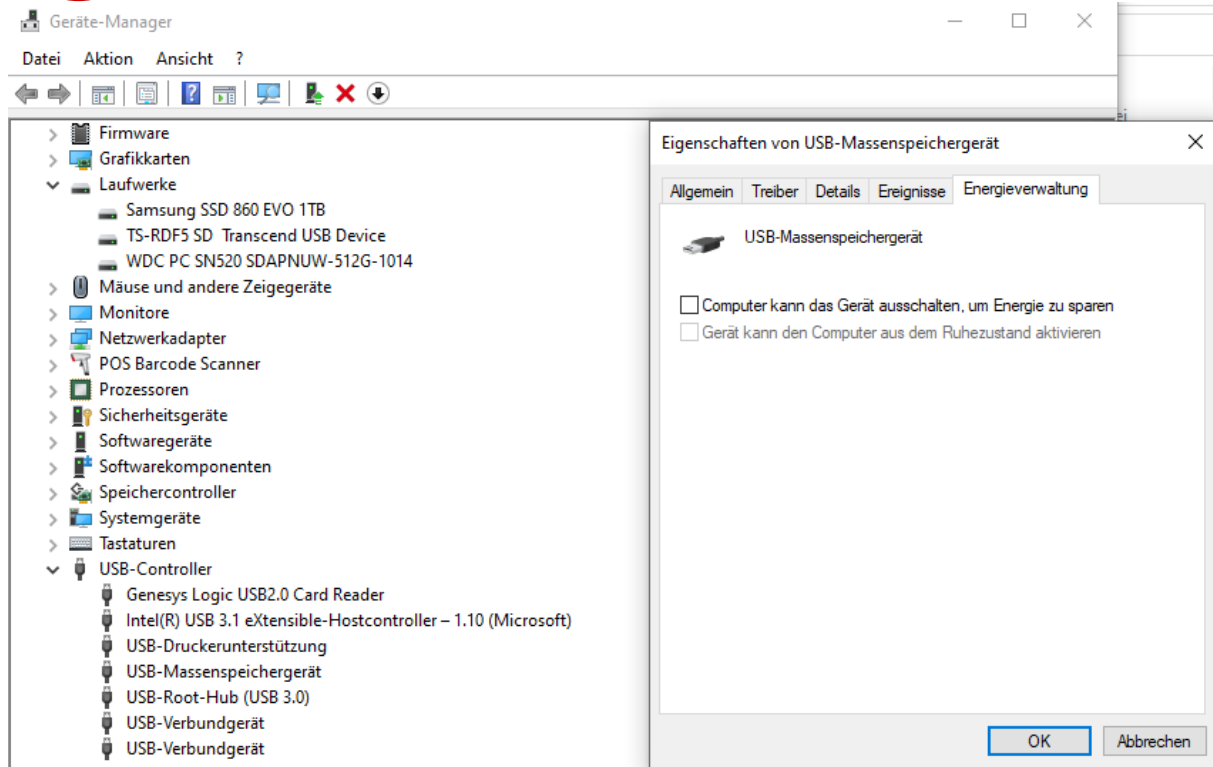 Geräte-Manager
Datei Aktion Ansicht ?
Firmware
Grafikkarten
Laufwerke
Samsung SSD 860 EVO 1TB
TS-RDF5 SD Transcend USB Device
WDC PC SN520 SDAPNUW-512G-1014
Mäuse und andere Zeigegeräte
Monitore
Netzwerkadapter
POS Barcode Scanner
Prozessoren
Sicherheitsgeräte
Softwaregeräte
Softwarekomponenten
Speichercontroller
Systemgeräte
Tastaturen
USB-Controller
Genesys Logic USB2.0 Card Reader
Intel(R) USB 3.1 eXtensible-Hostcontroller – 1.10 (Microsoft)
USB-Druckerunterstützung
USB-Massenspeichergerät
USB-Root-Hub (USB 3.0)
USB-Verbundgerät
USB-Verbundgerät
Eigenschaften von USB-Massenspeichergerät
Allgemein Treiber Details Ereignisse Energieverwaltung
USB-Massenspeichergerät
Computer kann das Gerät ausschalten, um Energie zu sparen
Gerät kann den Computer aus dem Ruhezustand aktivieren
OK Abbrechen